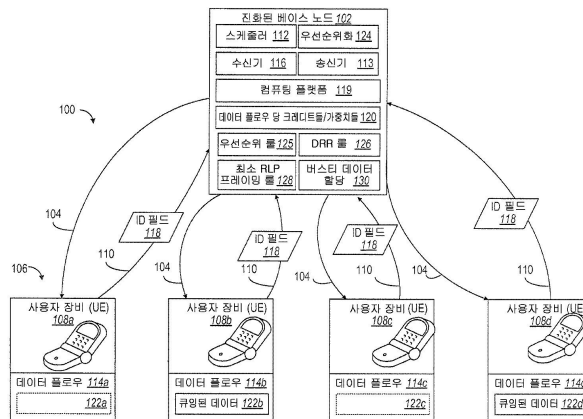 진화된 베이스 노드 102
스케줄러 112
우선순위화 124
수신기 116
송신기 113
컴퓨팅 플랫폼 119
데이터 플로우 당 크레디트들/가중치들 120
우선순위 룰 125
DRR 룰 126
최소 RLP
프레이밍 룰 128
버스티 데이터
할당 130
100
104
ID 필드
118
110
106
104
ID 필드
118
110
104
ID 필드
118
110
104
ID 필드
118
110
사용자 장비 (UE)
108a
데이터 플로우 114a
122a
사용자 장비 (UE)
108b
데이터 플로우 114b
큐잉된 데이터 122b
사용자 장비 (UE)
108c
데이터 플로우 114c
122c
사용자 장비 (UE)
108d
데이터 플로우 114d
큐잉된 데이터 122d